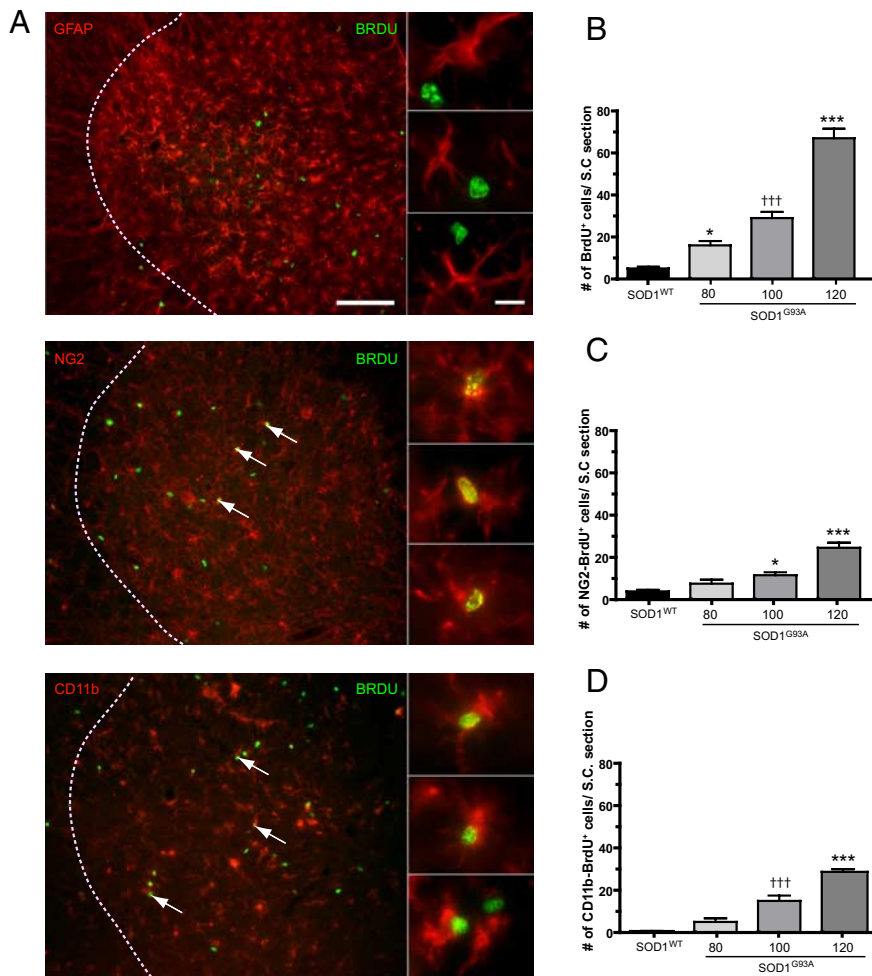 A
GFAP
BRDU
NG2
BRDU
CD11b
BRDU
B
# of BrdU⁺ cells/ S.C section
80
60
40
20
0
*
†††
***
SOD1ᵂᵀ
80
100
120
SOD1ᴳ⁹³ᴬ
C
# of NG2-BrdU⁺ cells/ S.C section
80
60
40
20
0
*
***
SOD1ᵂᵀ
80
100
120
SOD1ᴳ⁹³ᴬ
D
# of CD11b-BrdU⁺ cells/ S.C. section
80
60
40
20
0
†††
***
SOD1ᵂᵀ
80
100
120
SOD1ᴳ⁹³ᴬ